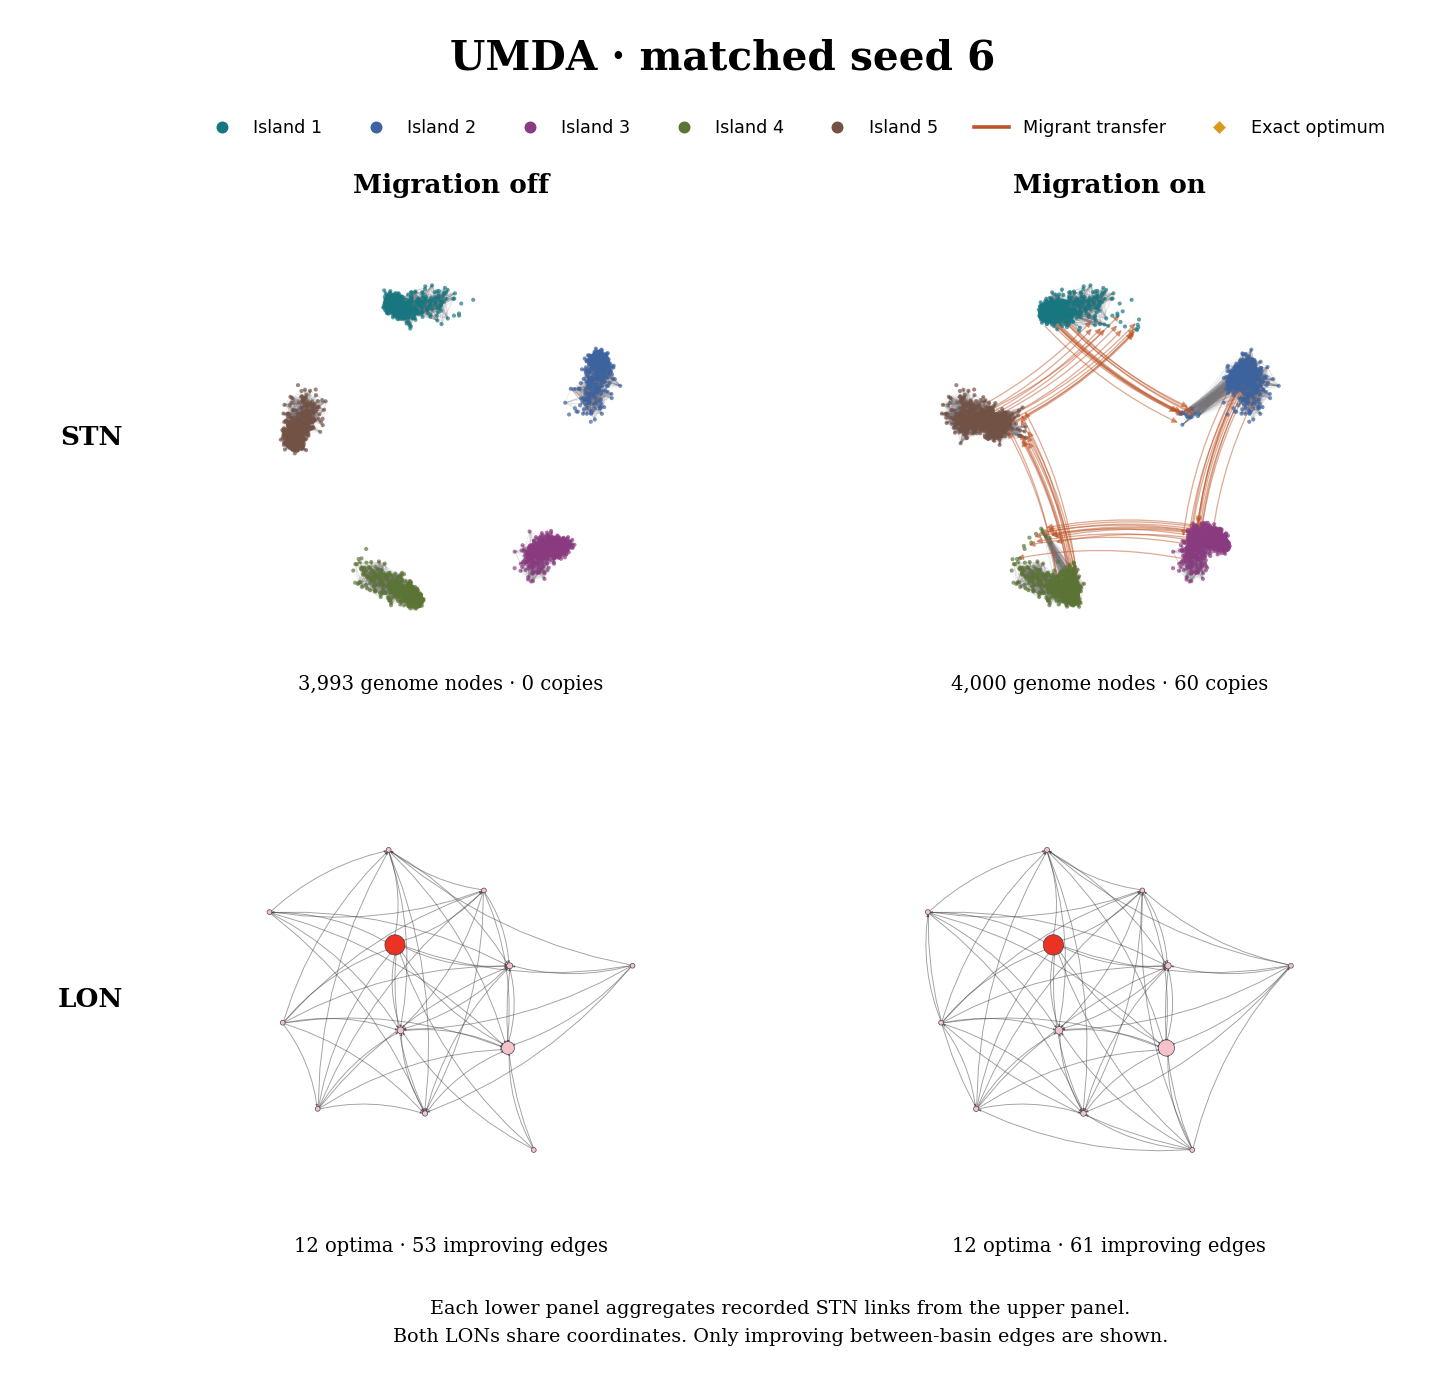 UMDA · matched seed 6
Island 1
Island 2
Island 3
Island 4
Island 5
Migrant transfer
Exact optimum
Migration off
Migration on
STN
3,993 genome nodes · 0 copies
4,000 genome nodes · 60 copies
LON
12 optima · 53 improving edges
12 optima · 61 improving edges
Each lower panel aggregates recorded STN links from the upper panel.
Both LONs share coordinates. Only improving between-basin edges are shown.